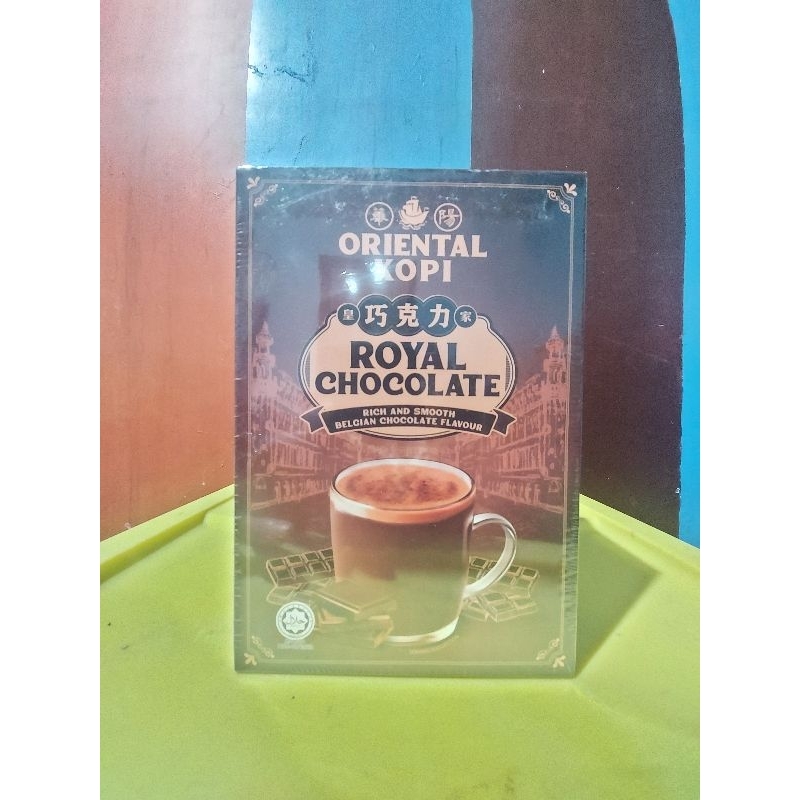 華 陽
ORIENTAL
KOPI
皇 巧克力 家
ROYAL
CHOCOLATE
RICH AND SMOOTH
BELGIAN CHOCOLATE FLAVOUR